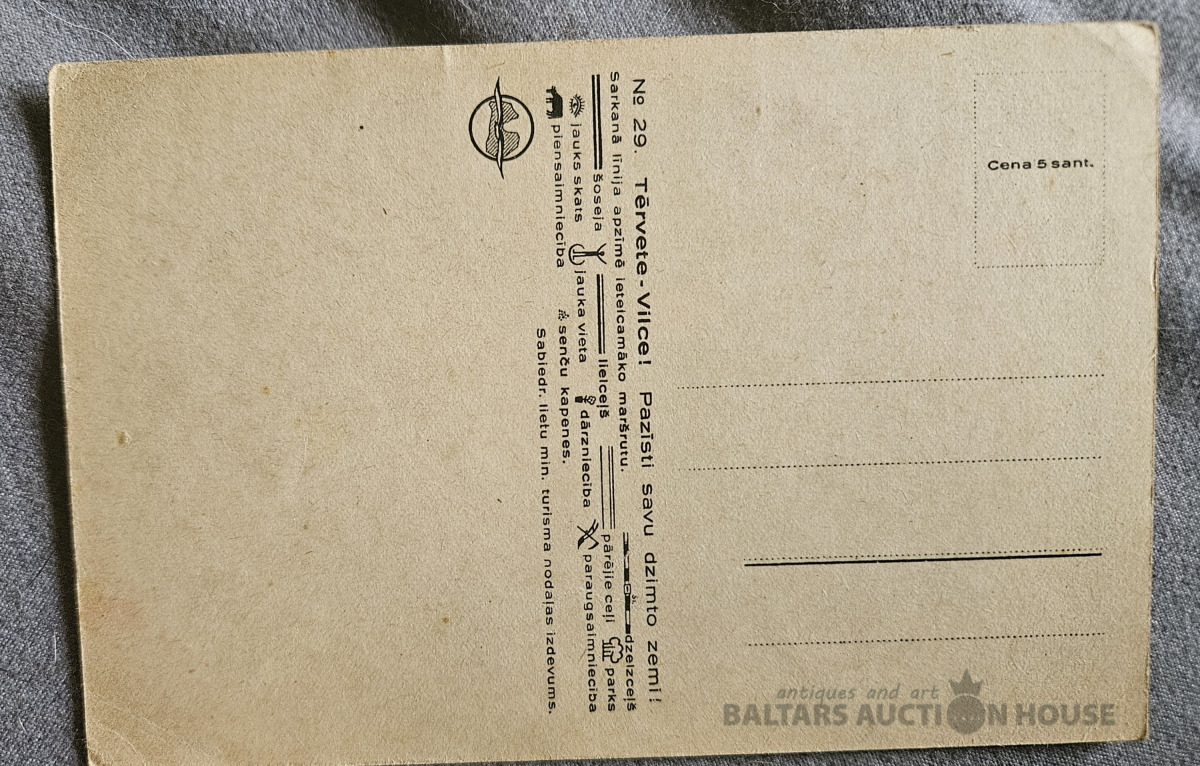 Cena 5 sant.
№ 29. Tērvete - Vilce! Pazīsti savu dzimto zemi!
Sarkanā līnija apzīmē ieteicamāko maršrutu. dzelzceļš
šoseja lielceļš pārējie ceļi parks
jauks skats jauka vieta dārzniecība paraugsaimniecība
piensaimniecība senču kapenes.
Sabiedr. lietu min. turisma nodaļas izdevums.
antiques and art
BALTARS AUCTION HOUSE